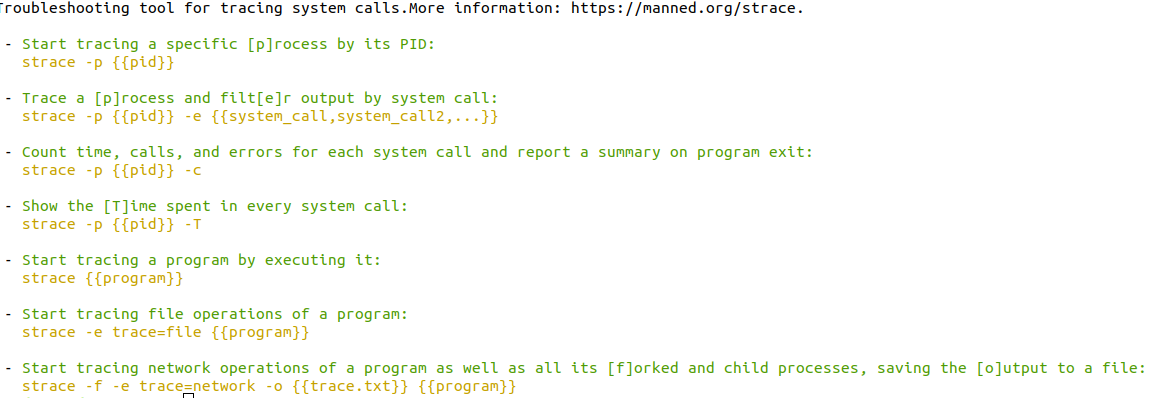 Troubleshooting tool for tracing system calls.More information: https://manned.org/strace.
- Start tracing a specific [p]rocess by its PID:
strace -p {{pid}}
- Trace a [p]rocess and filt[e]r output by system call:
strace -p {{pid}} -e {{system_call,system_call2,...}}
- Count time, calls, and errors for each system call and report a summary on program exit:
strace -p {{pid}} -c
- Show the [T]ime spent in every system call:
strace -p {{pid}} -T
- Start tracing a program by executing it:
strace {{program}}
- Start tracing file operations of a program:
strace -e trace=file {{program}}
- Start tracing network operations of a program as well as all its [f]orked and child processes, saving the [o]utput to a file:
strace -f -e trace=network -o {{trace.txt}} {{program}}